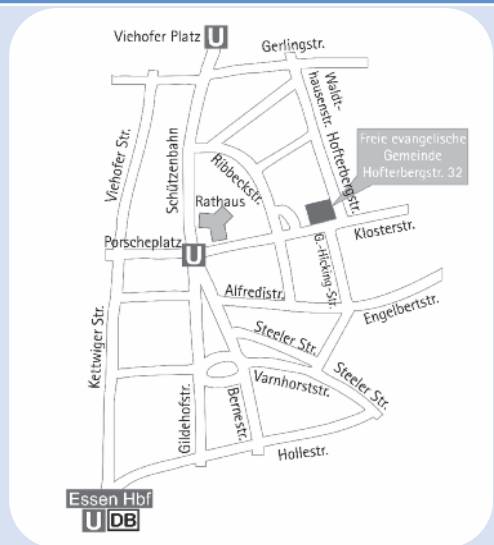 Viehofer Platz U
Gerlingstr.
Waldt-
hausenstr.
Hofterbergstr.
Viehofer Str.
Schützenbahn
Ribbeckstr.
Freie evangelische
Gemeinde
Hofterbergstr. 32
Rathaus
Porscheplatz
U
Klosterstr.
G.-Hicking-Str.
Alfredistr.
Engelbertstr.
Kettwiger Str.
Steeler Str.
Steeler Str.
Varnhorststr.
Gildehofstr.
Bernestr.
Hollestr.
Essen Hbf
U DB